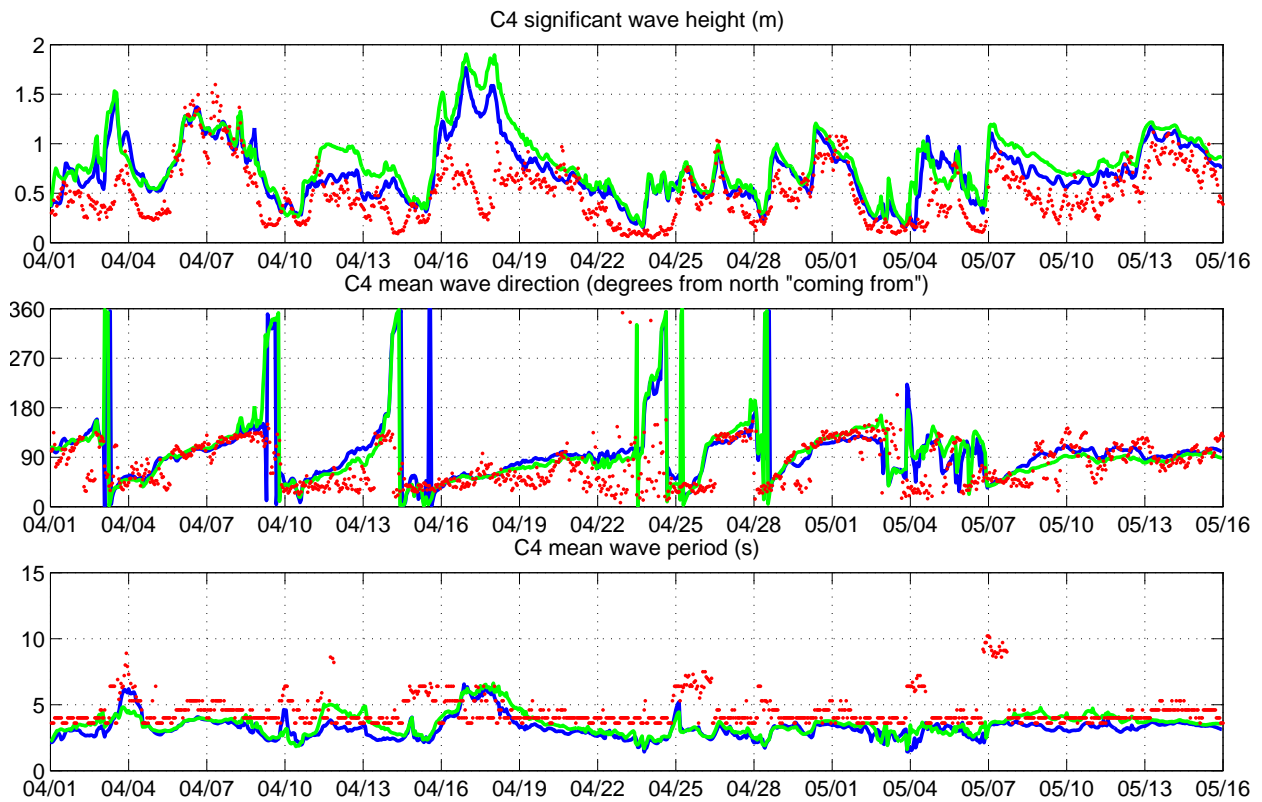 C4 significant wave height (m)
2
1.5
1
0.5
0
04/01 04/04 04/07 04/10 04/13 04/16 04/19 04/22 04/25 04/28 05/01 05/04 05/07 05/10 05/13 05/16
C4 mean wave direction (degrees from north "coming from")
360
270
180
90
0
04/01 04/04 04/07 04/10 04/13 04/16 04/19 04/22 04/25 04/28 05/01 05/04 05/07 05/10 05/13 05/16
C4 mean wave period (s)
15
10
5
0
04/01 04/04 04/07 04/10 04/13 04/16 04/19 04/22 04/25 04/28 05/01 05/04 05/07 05/10 05/13 05/16